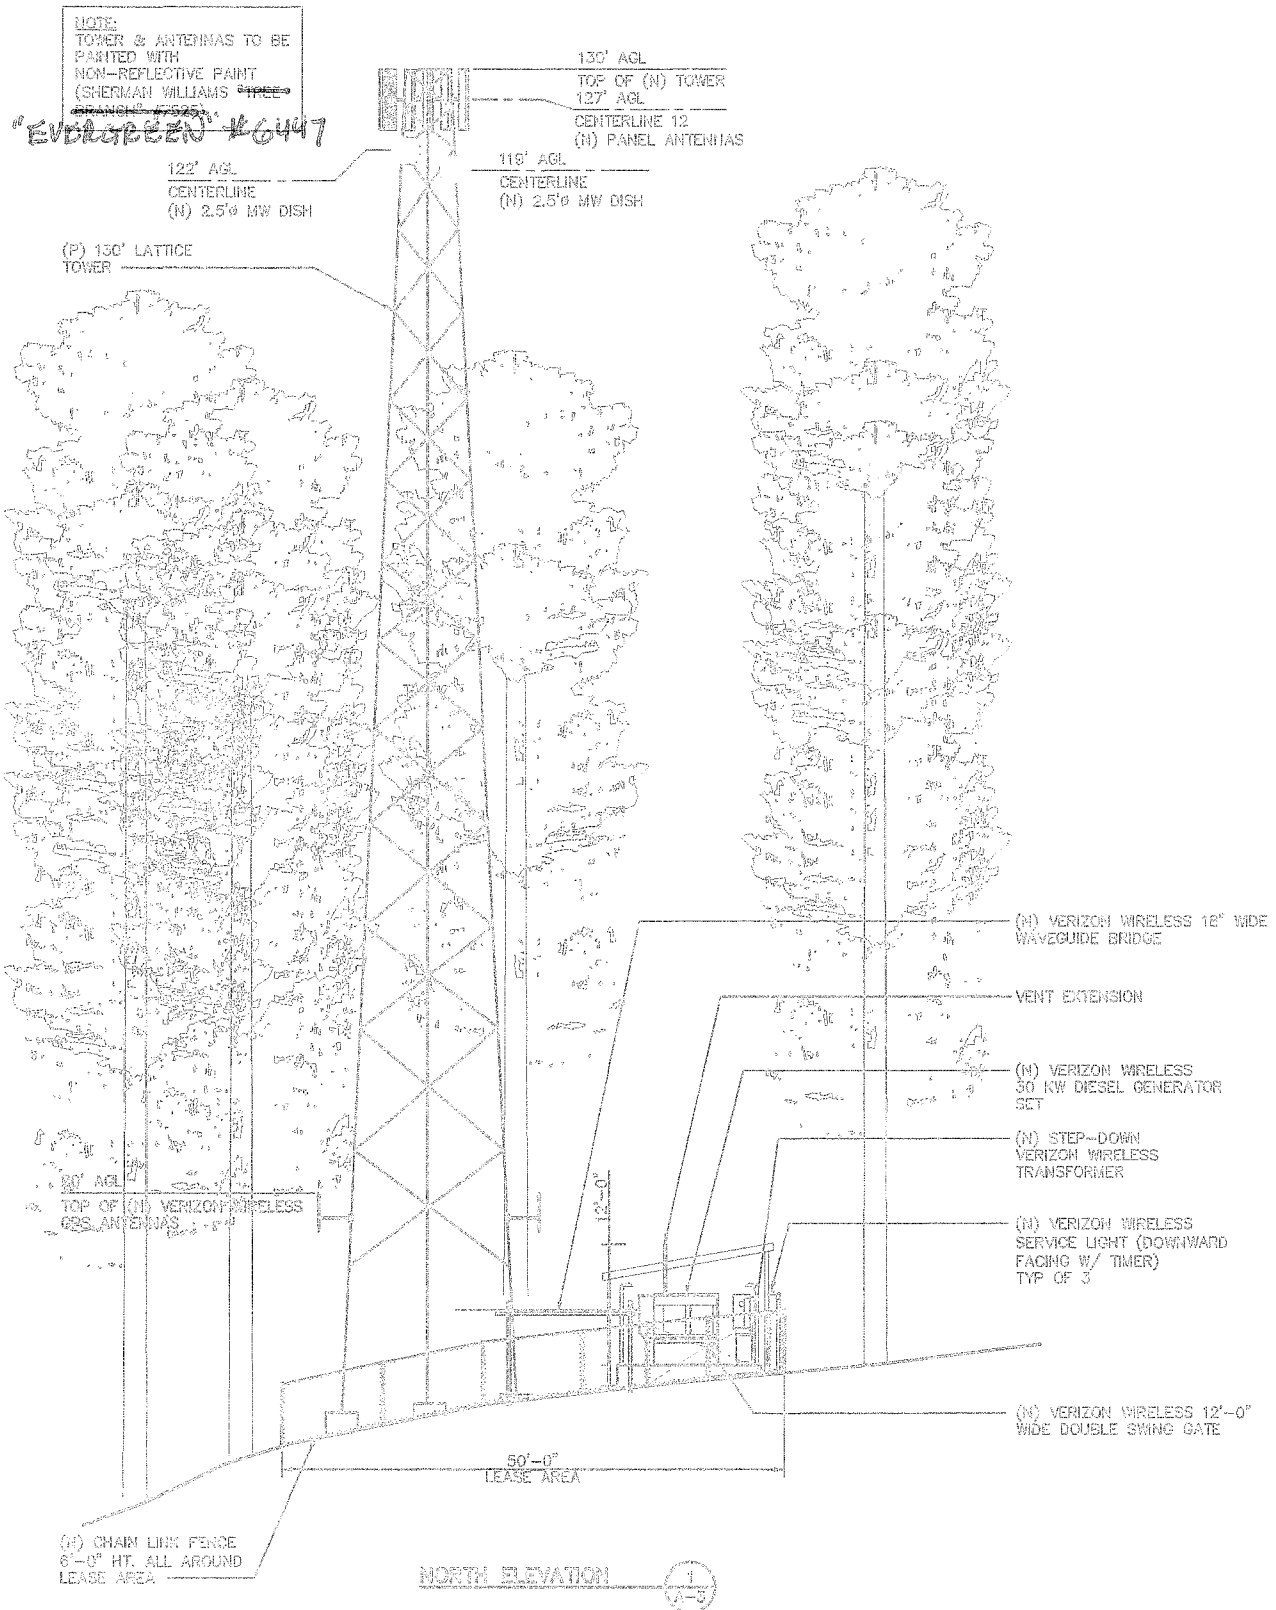 NOTE:
TOWER & ANTENNAS TO BE
PAINTED WITH
NON-REFLECTIVE PAINT
(SHERMAN WILLIAMS "TREE
BRANCH"
"EVERGREEN" #6447
130' AGL
TOP OF (N) TOWER
127' AGL
CENTERLINE 12
(N) PANEL ANTENNAS
122' AGL
CENTERLINE
(N) 2.5'ø MW DISH
AGL
CENTERLINE
(N) 2.5'ø MW DISH
(P) 130' LATTICE
TOWER
(N) VERIZON WIRELESS 18" WIDE
WAVEGUIDE BRIDGE
VENT EXTENSION
(N) VERIZON WIRELESS
30 KW DIESEL GENERATOR
SET
(N) STEP-DOWN
VERIZON WIRELESS
TRANSFORMER
AGL
TOP OF (N) VERIZON WIRELESS
GPS ANTENNAS
12'-0"
(N) VERIZON WIRELESS
SERVICE LIGHT (DOWNWARD
FACING W/ TIMER)
TYP OF 3
(N) VERIZON WIRELESS 12'-0"
WIDE DOUBLE SWING GATE
50'-0"
LEASE AREA
(N) CHAIN LINK FENCE
6'-0" HT. ALL AROUND
LEASE AREA
NORTH ELEVATION
1